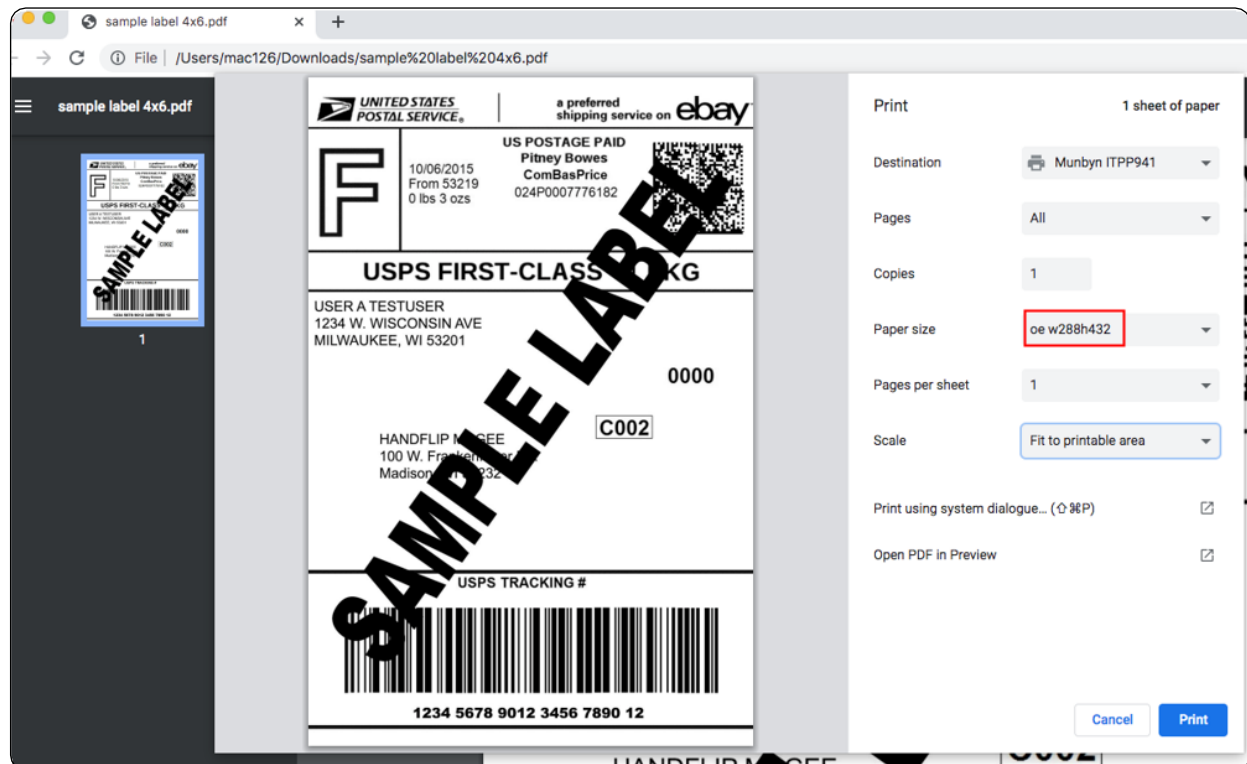 sample label 4x6.pdf
File | /Users/mac126/Downloads/sample%20label%204x6.pdf
sample label 4x6.pdf
1
UNITED STATES
POSTAL SERVICE®
a preferred
shipping service on ebay
F
10/06/2015
From 53219
0 lbs 3 ozs
US POSTAGE PAID
Pitney Bowes
ComBasPrice
024P0007776182
USPS FIRST-CLASS KG
USER A TESTUSER
1234 W. WISCONSIN AVE
MILWAUKEE, WI 53201
0000
C002
HANDFLIP
100 W.
Madison
SAMPLE LABEL
USPS TRACKING #
1234 5678 9012 3456 7890 12
Print
1 sheet of paper
Destination
Munbyn ITPP941
Pages
All
Copies
1
Paper size
oe w288h432
Pages per sheet
1
Scale
Fit to printable area
Print using system dialogue... (⇧⌘P)
Open PDF in Preview
Cancel
Print